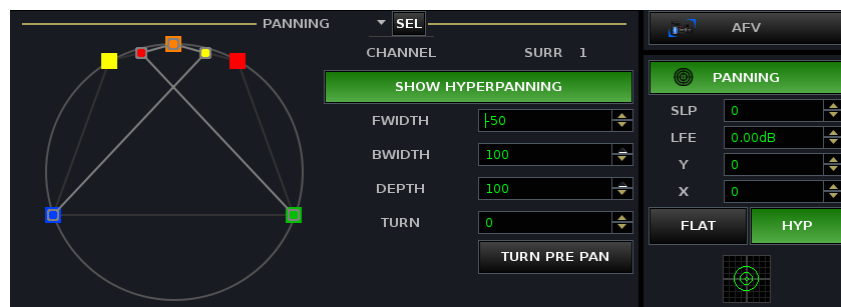 PANNING SEL
CHANNEL SURR 1
SHOW HYPERPANNING
FWIDTH -50
BWIDTH 100
DEPTH 100
TURN 0
TURN PRE PAN
AFV
PANNING
SLP 0
LFE 0.00dB
Y 0
X 0
FLAT HYP